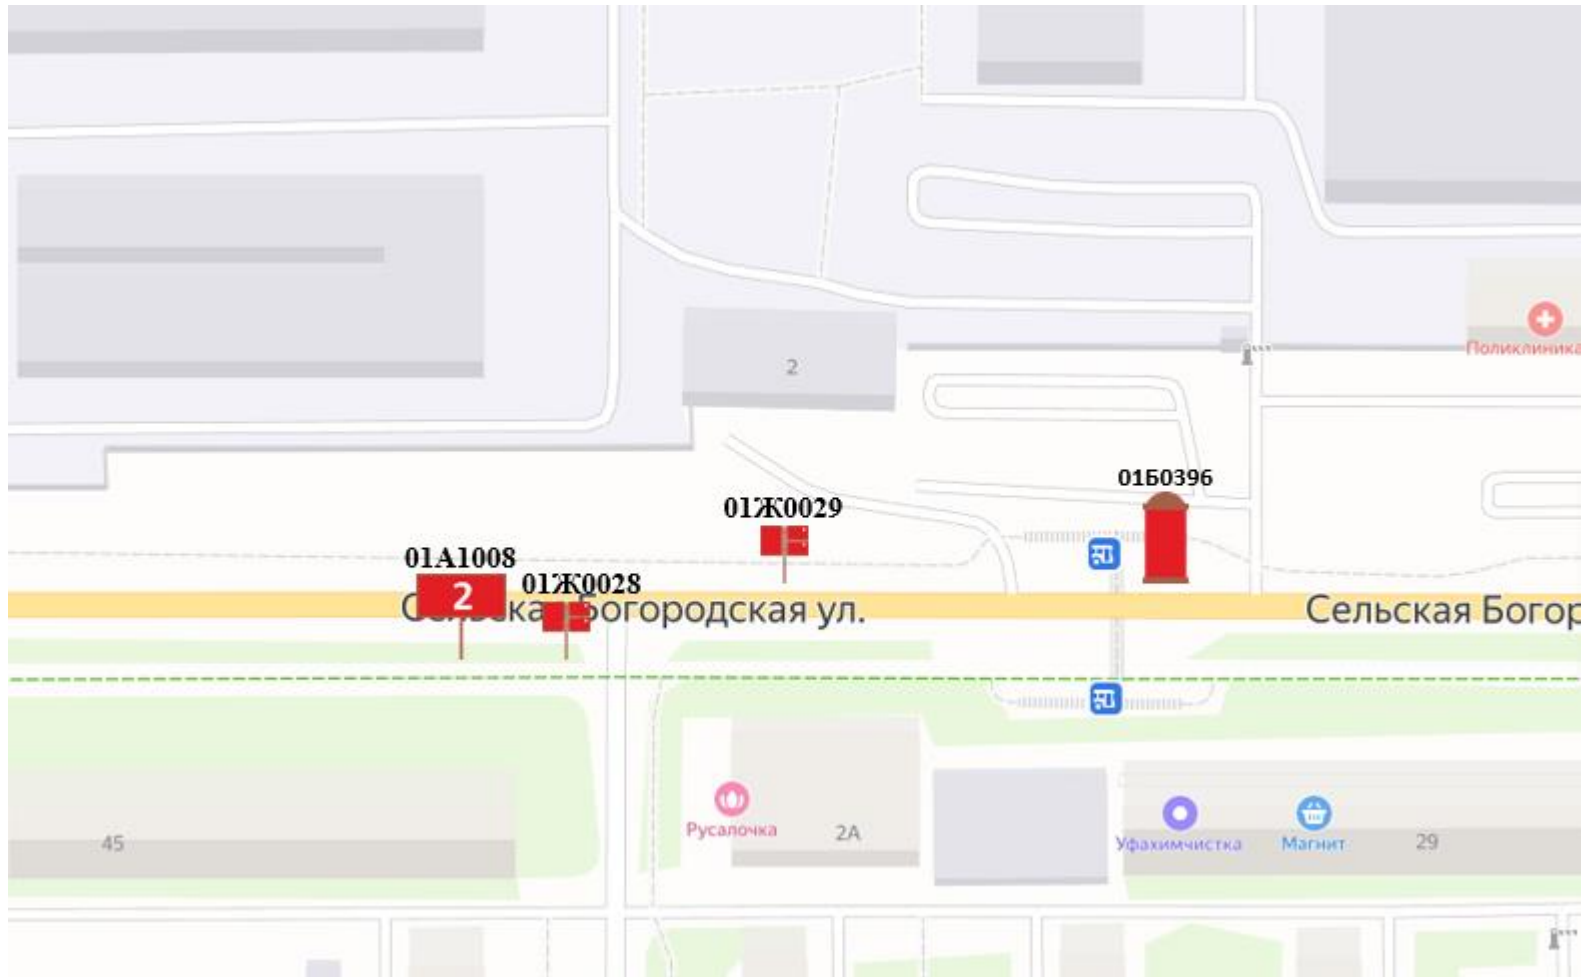 2
Поликлиника
01Б0396
01Ж0029
01А1008
01Ж0028
2
Сельская Богородская ул.
Сельская Богор
Русалочка
2А
45
Уфахимчистка
Магнит
29